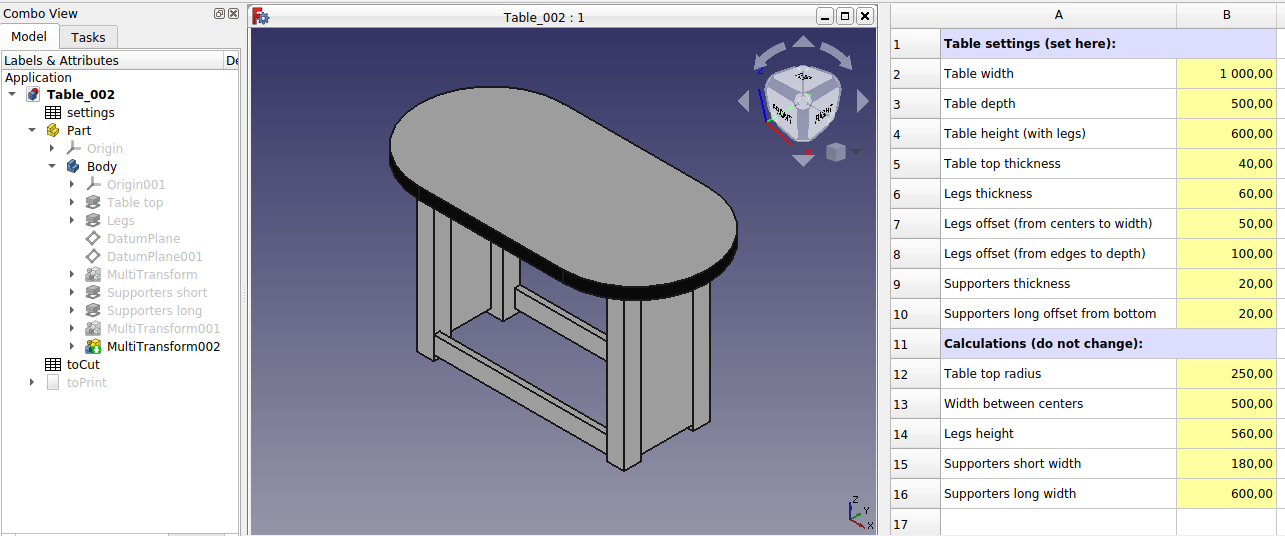 Combo View
Model Tasks
Labels & Attributes De
Application
Table_002
settings
Part
Origin
Body
Origin001
Table top
Legs
DatumPlane
DatumPlane001
MultiTransform
Supporters short
Supporters long
MultiTransform001
MultiTransform002
toCut
toPrint
Table_002 : 1
Z
FRONT
RIGHT
X
Z
Y
X
A B
1 Table settings (set here):
2 Table width 1 000,00
3 Table depth 500,00
4 Table height (with legs) 600,00
5 Table top thickness 40,00
6 Legs thickness 60,00
7 Legs offset (from centers to width) 50,00
8 Legs offset (from edges to depth) 100,00
9 Supporters thickness 20,00
10 Supporters long offset from bottom 20,00
11 Calculations (do not change):
12 Table top radius 250,00
13 Width between centers 500,00
14 Legs height 560,00
15 Supporters short width 180,00
16 Supporters long width 600,00
17